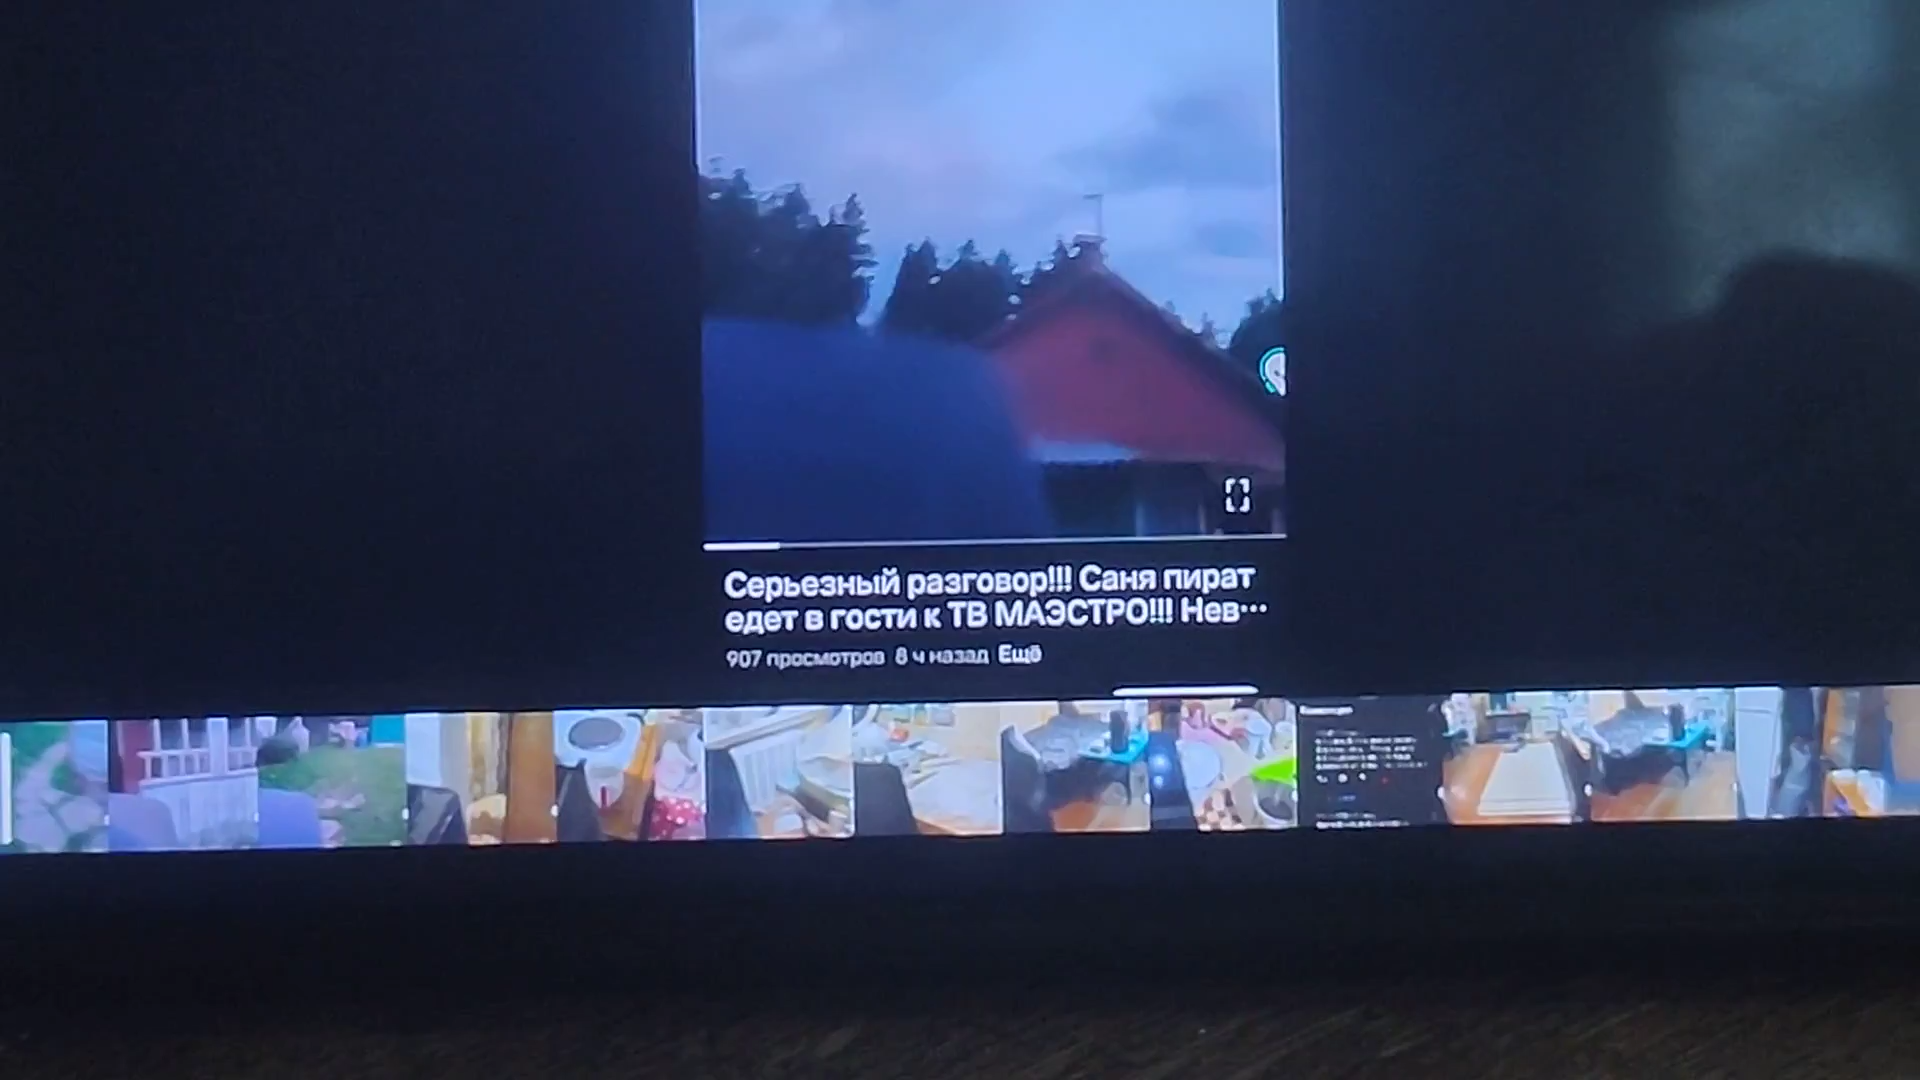 Серьезный разговор!!! Саня пират
едет в гости к ТВ МАЭСТРО!!! Нев...
907 просмотров 8 ч назад Ещё